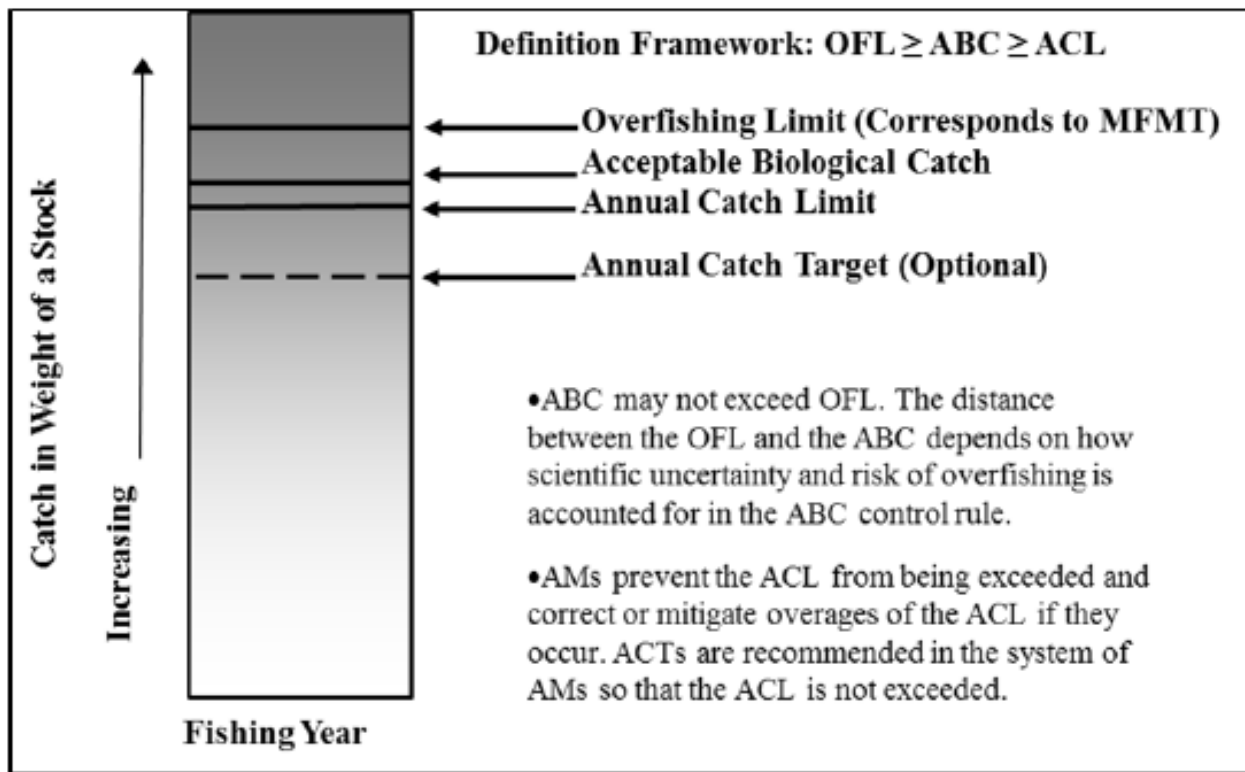 Definition Framework: OFL ≥ ABC ≥ ACL
Overfishing Limit (Corresponds to MFMT)
Acceptable Biological Catch
Annual Catch Limit
Annual Catch Target (Optional)
Catch in Weight of a Stock
Increasing
•ABC may not exceed OFL. The distance
between the OFL and the ABC depends on how
scientific uncertainty and risk of overfishing is
accounted for in the ABC control rule.
•AMs prevent the ACL from being exceeded and
correct or mitigate overages of the ACL if they
occur. ACTs are recommended in the system of
AMs so that the ACL is not exceeded.
Fishing Year